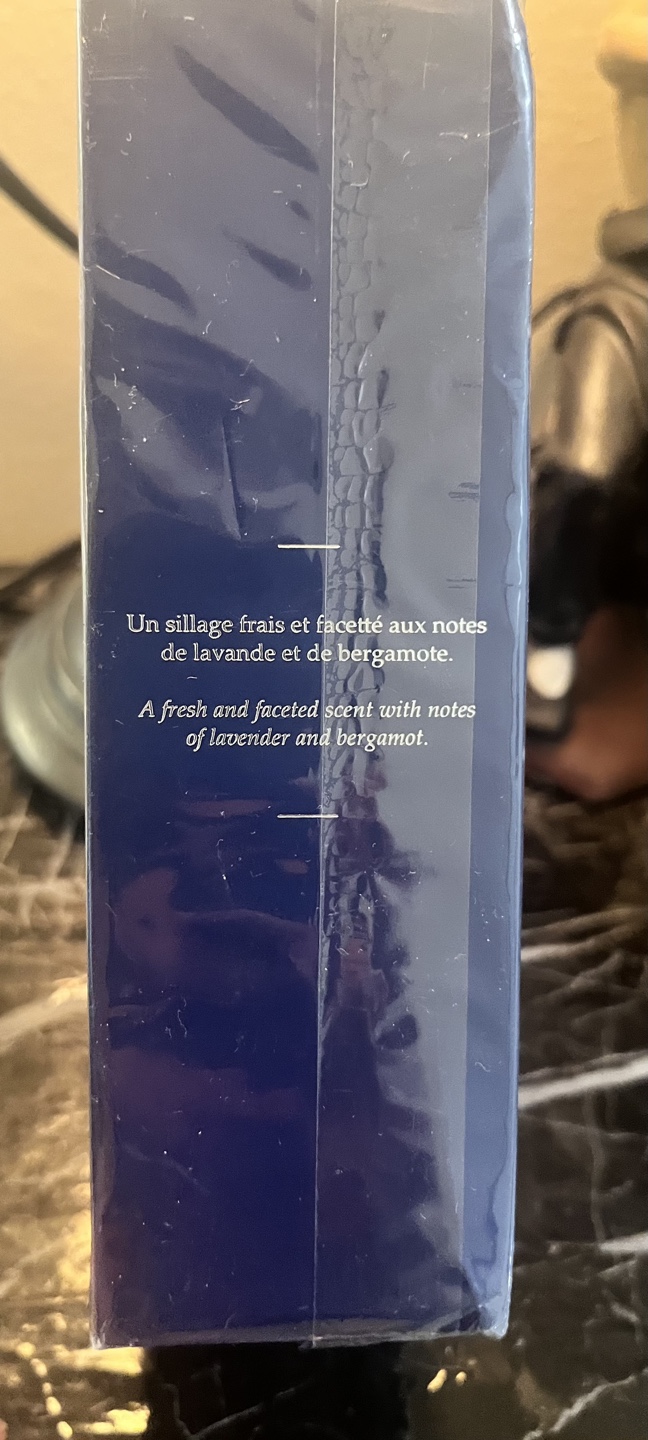 Un sillage frais et facetté aux notes
de lavande et de bergamote.
A fresh and faceted scent with notes
of lavender and bergamot.